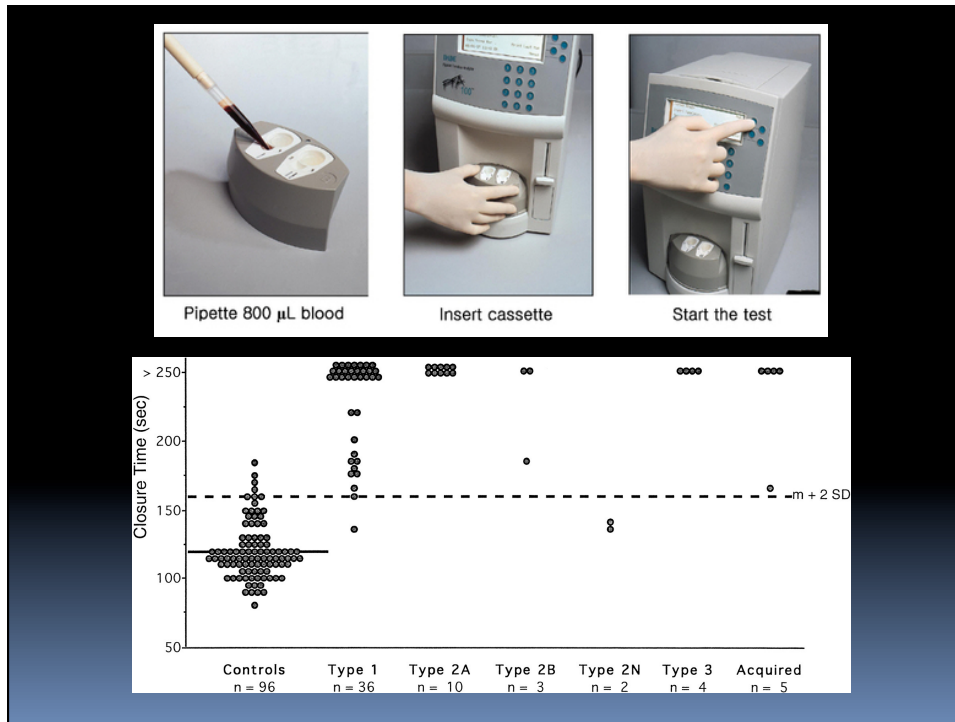 Pipette 800 µL blood
Insert cassette
Start the test
Closure Time (sec)
> 250
200
150
100
50
m + 2 SD
Controls Type 1 Type 2A Type 2B Type 2N Type 3 Acquired
n = 96 n = 36 n = 10 n = 3 n = 2 n = 4 n = 5